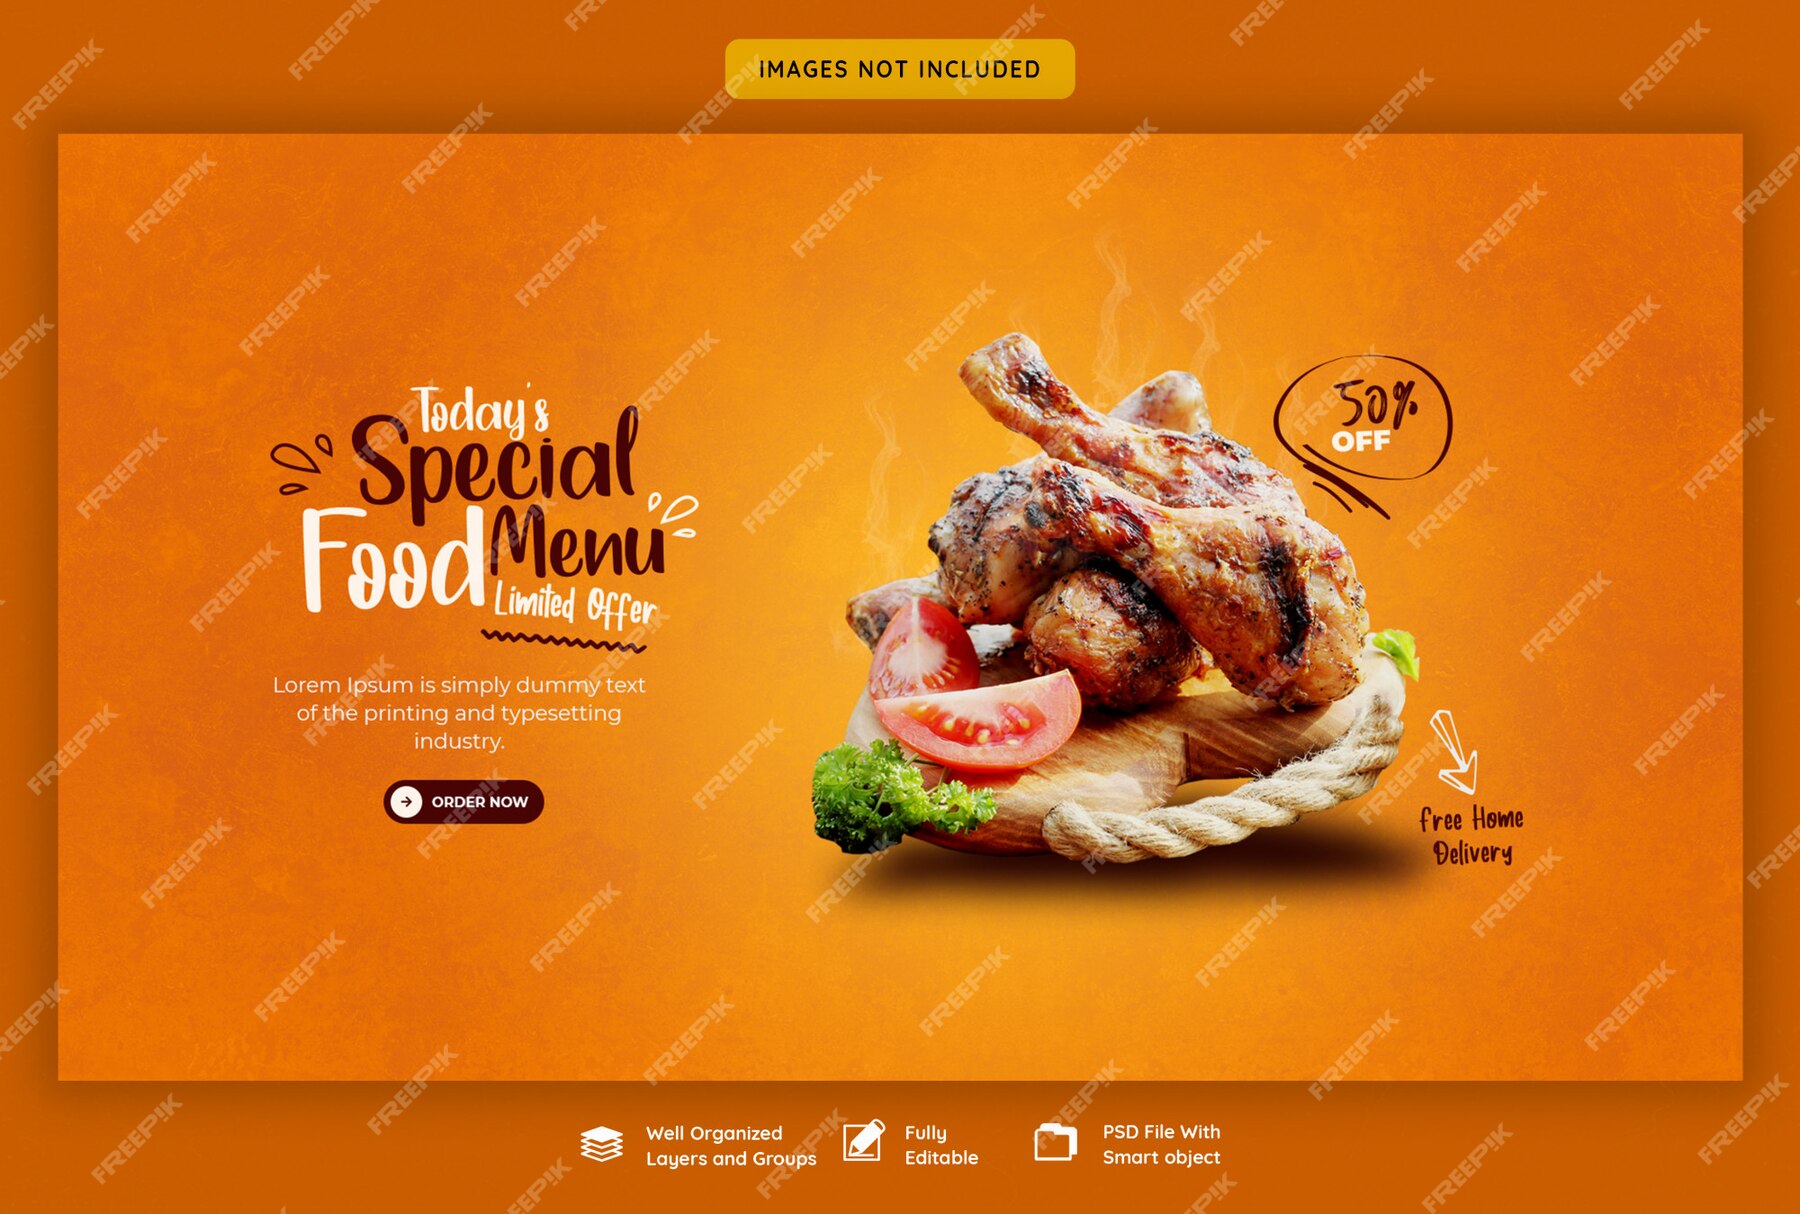 IMAGES NOT INCLUDED
Today's
Special
Food Menu
Limited Offer
Lorem Ipsum is simply dummy text
of the printing and typesetting
industry.
ORDER NOW
50%
OFF
free Home
Delivery
Well Organized
Layers and Groups
Fully
Editable
PSD File With
Smart object
FREEPIK